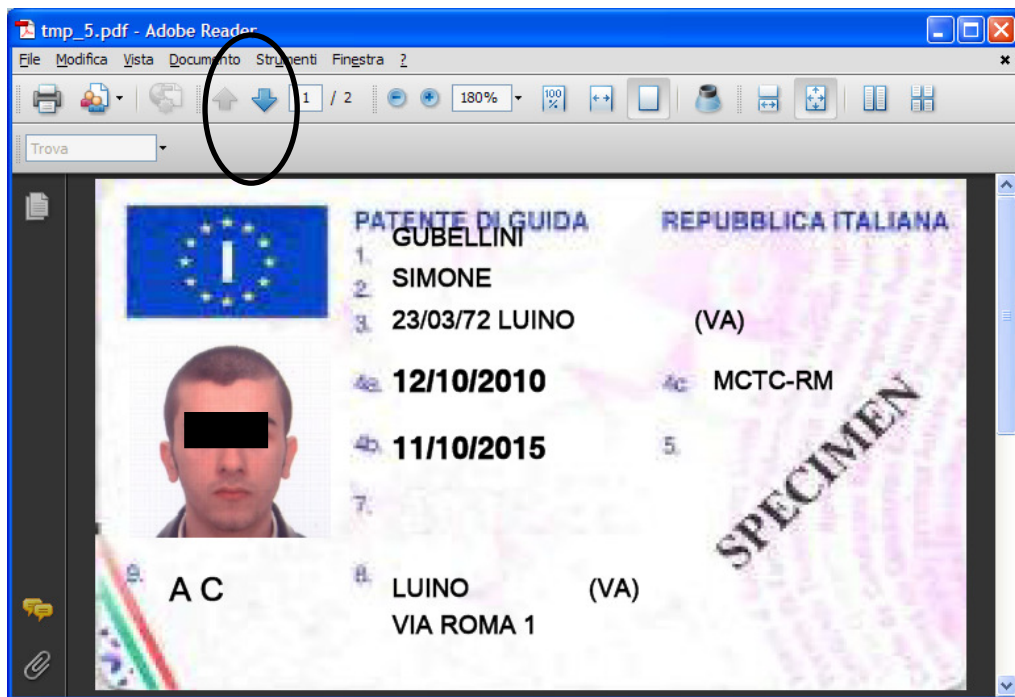 tmp_5.pdf - Adobe Reader
File Modifica Vista Documento Strumenti Finestra ?
1 / 2 180% 100 %
Trova
PATENTE DI GUIDA REPUBBLICA ITALIANA
I
1. GUBELLINI
2. SIMONE
3. 23/03/72 LUINO (VA)
4a. 12/10/2010 4c. MCTC-RM
4b. 11/10/2015 5.
7.
SPECIMEN
9. A C 8. LUINO (VA)
VIA ROMA 1